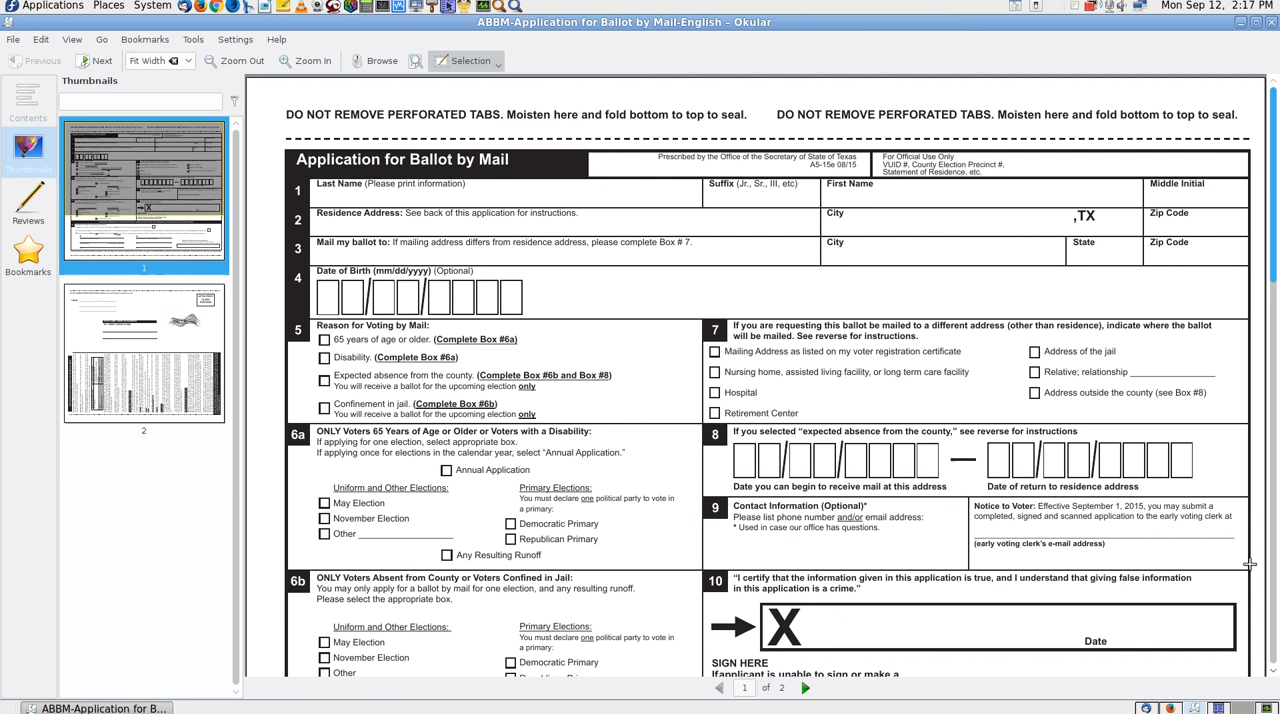 Applications Places System
Mon Sep 12, 2:17 PM
ABBM-Application for Ballot by Mail-English – Okular
File Edit View Go Bookmarks Tools Settings Help
Previous Next Fit Width Zoom Out Zoom In Browse Selection
Thumbnails
Contents
Thumbnails
Reviews
Bookmarks
1
2
DO NOT REMOVE PERFORATED TABS. Moisten here and fold bottom to top to seal. DO NOT REMOVE PERFORATED TABS. Moisten here and fold bottom to top to seal.
Application for Ballot by Mail
Prescribed by the Office of the Secretary of State of Texas
A5-15e 08/15
For Official Use Only
VUID #, County Election Precinct #,
Statement of Residence, etc.
1 Last Name (Please print information) Suffix (Jr., Sr., III, etc) First Name Middle Initial
2 Residence Address: See back of this application for instructions. City ,TX Zip Code
3 Mail my ballot to: If mailing address differs from residence address, please complete Box # 7. City State Zip Code
4 Date of Birth (mm/dd/yyyy) (Optional)
5 Reason for Voting by Mail:
65 years of age or older. (Complete Box #6a)
Disability. (Complete Box #6a)
Expected absence from the county. (Complete Box #6b and Box #8)
You will receive a ballot for the upcoming election only
Confinement in jail. (Complete Box #6b)
You will receive a ballot for the upcoming election only
7 If you are requesting this ballot be mailed to a different address (other than residence), indicate where the ballot
will be mailed. See reverse for instructions.
Mailing Address as listed on my voter registration certificate
Nursing home, assisted living facility, or long term care facility
Hospital
Retirement Center
Address of the jail
Relative; relationship ________________
Address outside the county (see Box #8)
6a ONLY Voters 65 Years of Age or Older or Voters with a Disability:
If applying for one election, select appropriate box.
If applying once for elections in the calendar year, select “Annual Application.”
Annual Application
Uniform and Other Elections:
May Election
November Election
Other ________________
Primary Elections:
You must declare one political party to vote in
a primary:
Democratic Primary
Republican Primary
Any Resulting Runoff
8 If you selected “expected absence from the county,” see reverse for instructions
Date you can begin to receive mail at this address
Date of return to residence address
9 Contact Information (Optional)*
Please list phone number and/or email address:
* Used in case our office has questions.
Notice to Voter: Effective September 1, 2015, you may submit a
completed, signed and scanned application to the early voting clerk at
(early voting clerk's e-mail address)
6b ONLY Voters Absent from County or Voters Confined in Jail:
You may only apply for a ballot by mail for one election, and any resulting runoff.
Please select the appropriate box.
Uniform and Other Elections:
May Election
November Election
Other
Primary Elections:
You must declare one political party to vote in
a primary:
Democratic Primary
10 “I certify that the information given in this application is true, and I understand that giving false information
in this application is a crime.”
X
Date
SIGN HERE
If applicant is unable to sign or make a
1 of 2
ABBM-Application for B...